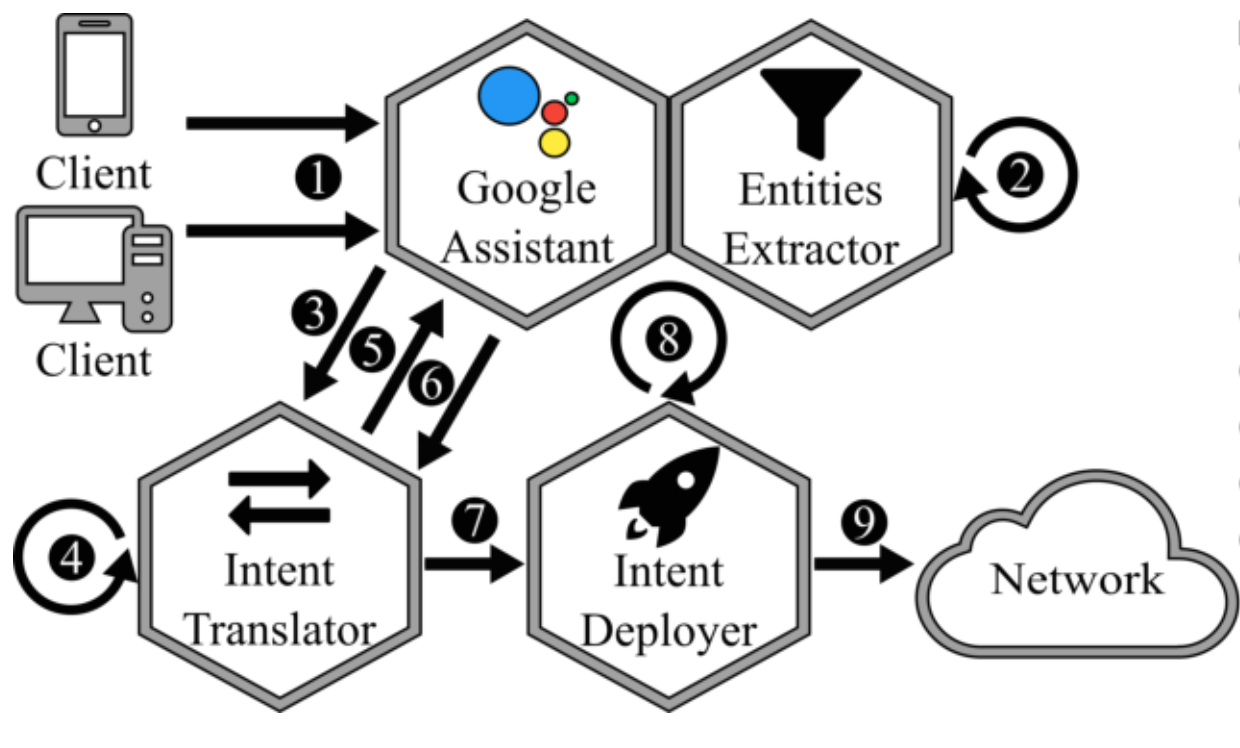 Client
1
Client
Google
Assistant
Entities
Extractor
2
3
5
6
8
4
Intent
Translator
7
Intent
Deployer
9
Network